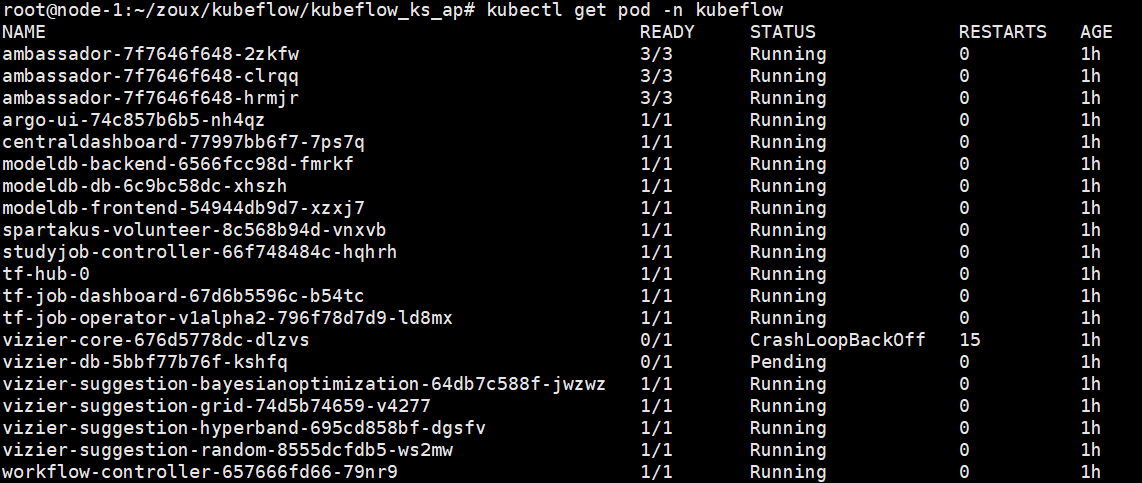 root@node-1:~/zoux/kubeflow/kubeflow_ks_ap# kubectl get pod -n kubeflow
NAME READY STATUS RESTARTS AGE
ambassador-7f7646f648-2zkfw 3/3 Running 0 1h
ambassador-7f7646f648-clrqq 3/3 Running 0 1h
ambassador-7f7646f648-hrmjr 3/3 Running 0 1h
argo-ui-74c857b6b5-nh4qz 1/1 Running 0 1h
centraldashboard-77997bb6f7-7ps7q 1/1 Running 0 1h
modeldb-backend-6566fcc98d-fmrkf 1/1 Running 0 1h
modeldb-db-6c9bc58dc-xhszh 1/1 Running 0 1h
modeldb-frontend-54944db9d7-xzxj7 1/1 Running 0 1h
spartakus-volunteer-8c568b94d-vnxvb 1/1 Running 0 1h
studyjob-controller-66f748484c-hqhrh 1/1 Running 0 1h
tf-hub-0 1/1 Running 0 1h
tf-job-dashboard-67d6b5596c-b54tc 1/1 Running 0 1h
tf-job-operator-v1alpha2-796f78d7d9-ld8mx 1/1 Running 0 1h
vizier-core-676d5778dc-dlzvs 0/1 CrashLoopBackOff 15 1h
vizier-db-5bbf77b76f-kshfq 0/1 Pending 0 1h
vizier-suggestion-bayesianoptimization-64db7c588f-jwzwz 1/1 Running 0 1h
vizier-suggestion-grid-74d5b74659-v4277 1/1 Running 0 1h
vizier-suggestion-hyperband-695cd858bf-dgsfv 1/1 Running 0 1h
vizier-suggestion-random-8555dcfdb5-ws2mw 1/1 Running 0 1h
workflow-controller-657666fd66-79nr9 1/1 Running 0 1h